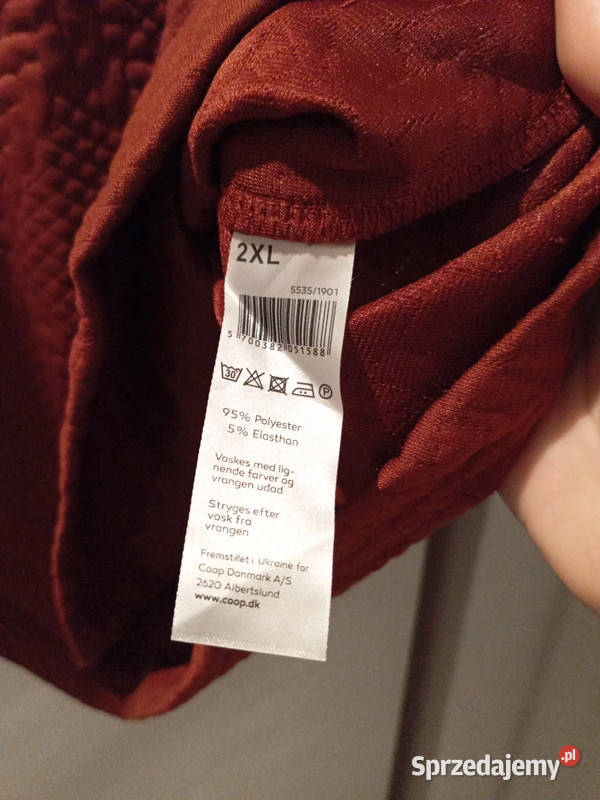 2XL
5535/1901
5 700382 051588
30
P
95% Polyester
5% Elasthan
Vaskes med lig-
nende farver og
vrangen udad
Stryges efter
vask fra
vrangen
Fremstillet i Ukraine for
Coop Danmark A/S
2620 Albertslund
www.coop.dk
Sprzedajemy.pl